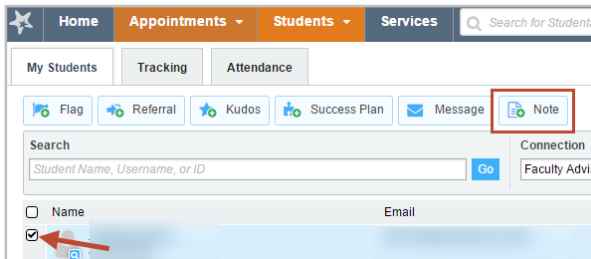 Home Appointments Students Services Search for Students
My Students Tracking Attendance
Flag Referral Kudos Success Plan Message Note
Search Connection
Student Name, Username, or ID Go Faculty Advi
Name Email